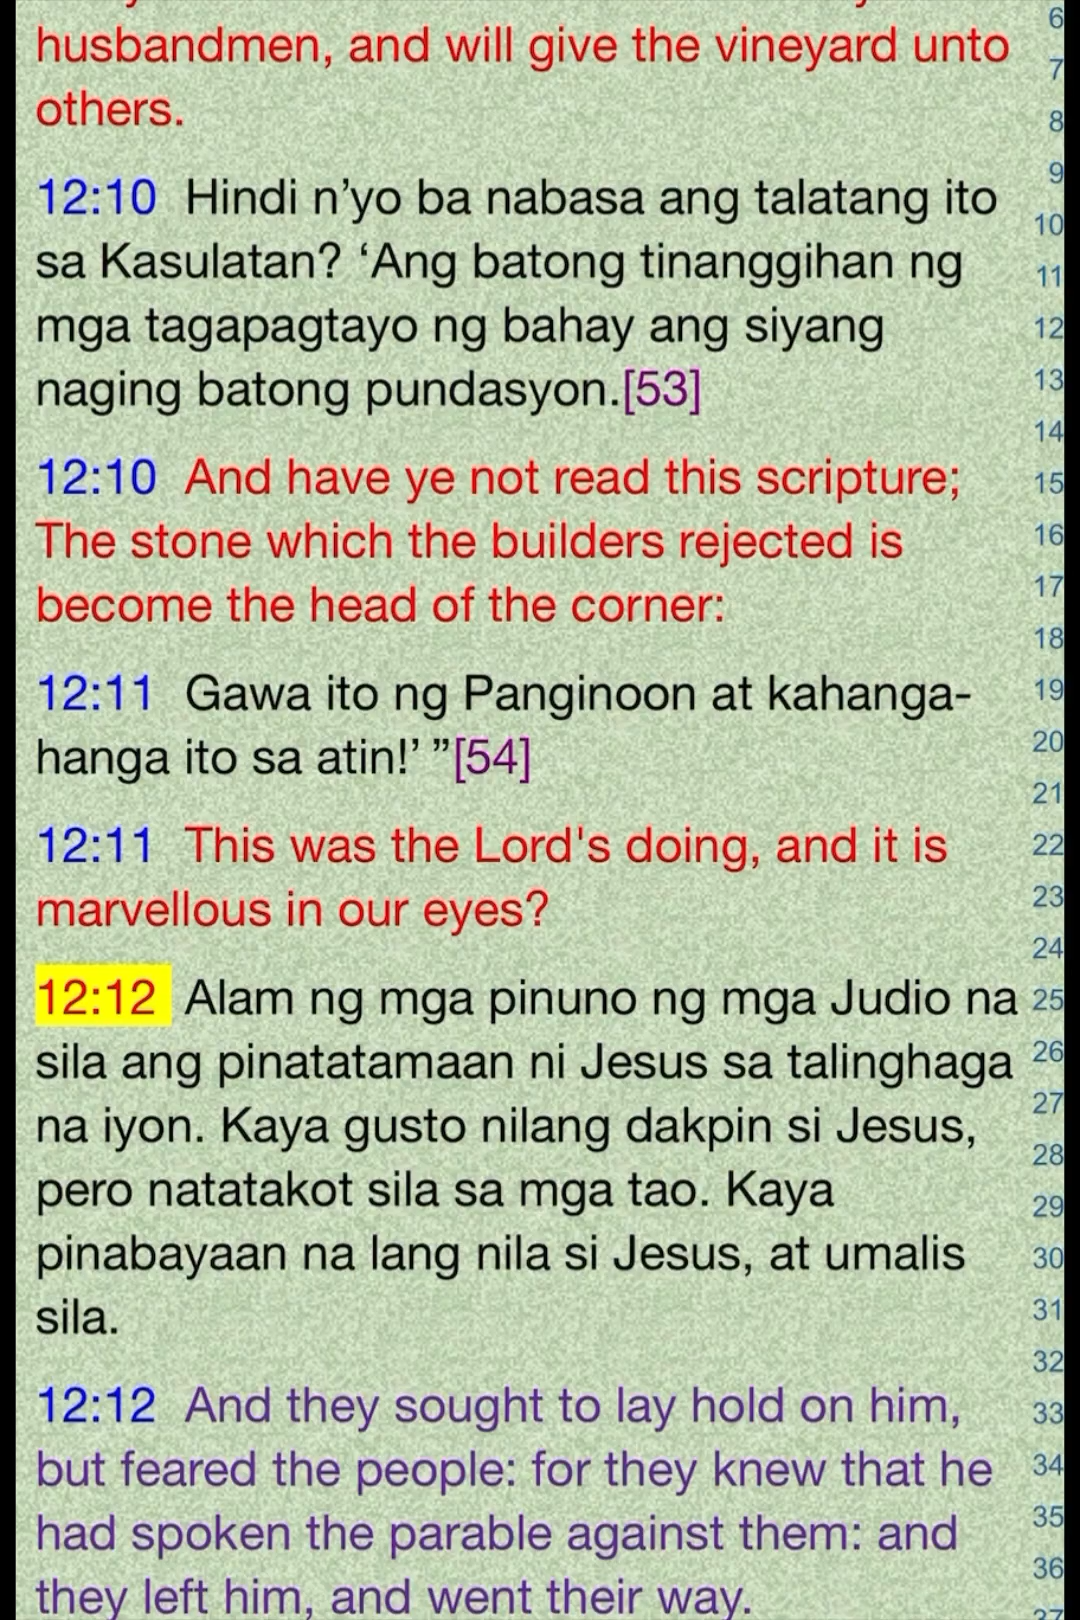 husbandmen, and will give the vineyard unto
others.
12:10 Hindi n’yo ba nabasa ang talatang ito
sa Kasulatan? ‘Ang batong tinanggihan ng
mga tagapagtayo ng bahay ang siyang
naging batong pundasyon.[53]
12:10 And have ye not read this scripture;
The stone which the builders rejected is
become the head of the corner:
12:11 Gawa ito ng Panginoon at kahanga-
hanga ito sa atin!’ ”[54]
12:11 This was the Lord's doing, and it is
marvellous in our eyes?
12:12 Alam ng mga pinuno ng mga Judio na
sila ang pinatatamaan ni Jesus sa talinghaga
na iyon. Kaya gusto nilang dakpin si Jesus,
pero natatakot sila sa mga tao. Kaya
pinabayaan na lang nila si Jesus, at umalis
sila.
12:12 And they sought to lay hold on him,
but feared the people: for they knew that he
had spoken the parable against them: and
they left him, and went their way.
6
7
8
9
10
11
12
13
14
15
16
17
18
19
20
21
22
23
24
25
26
27
28
29
30
31
32
33
34
35
36
37